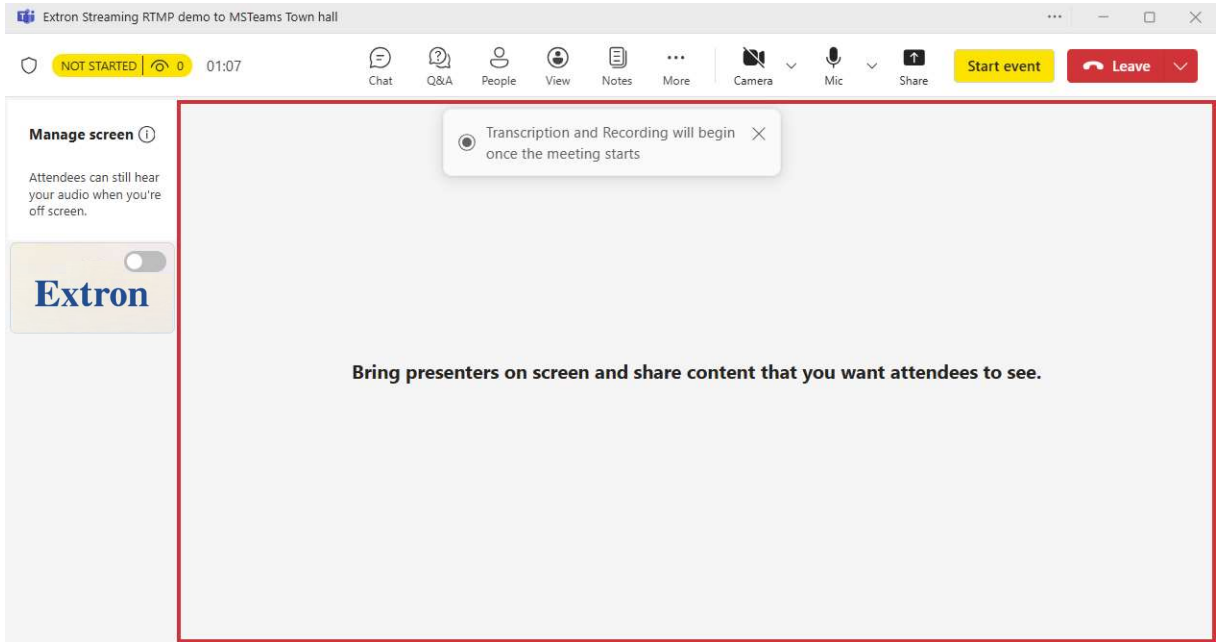 Extron Streaming RTMP demo to MSTeams Town hall
NOT STARTED 0 01:07
Chat Q&A People View Notes More Camera Mic Share Start event Leave
Manage screen
Attendees can still hear
your audio when you're
off screen.
Extron
Transcription and Recording will begin
once the meeting starts
Bring presenters on screen and share content that you want attendees to see.